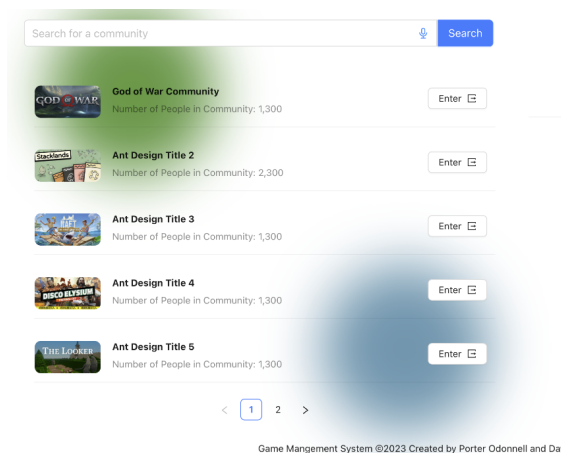 Search for a community
Search
GOD OF WAR
God of War Community
Number of People in Community: 1,300
Enter
Stacklands
Ant Design Title 2
Number of People in Community: 2,300
Enter
RAFT
Ant Design Title 3
Number of People in Community: 1,300
Enter
DISCO ELYSIUM
Ant Design Title 4
Number of People in Community: 1,300
Enter
THE LOOKER
Ant Design Title 5
Number of People in Community: 1,300
Enter
< 1 2 >
Game Mangement System ©2023 Created by Porter Odonnell and Da